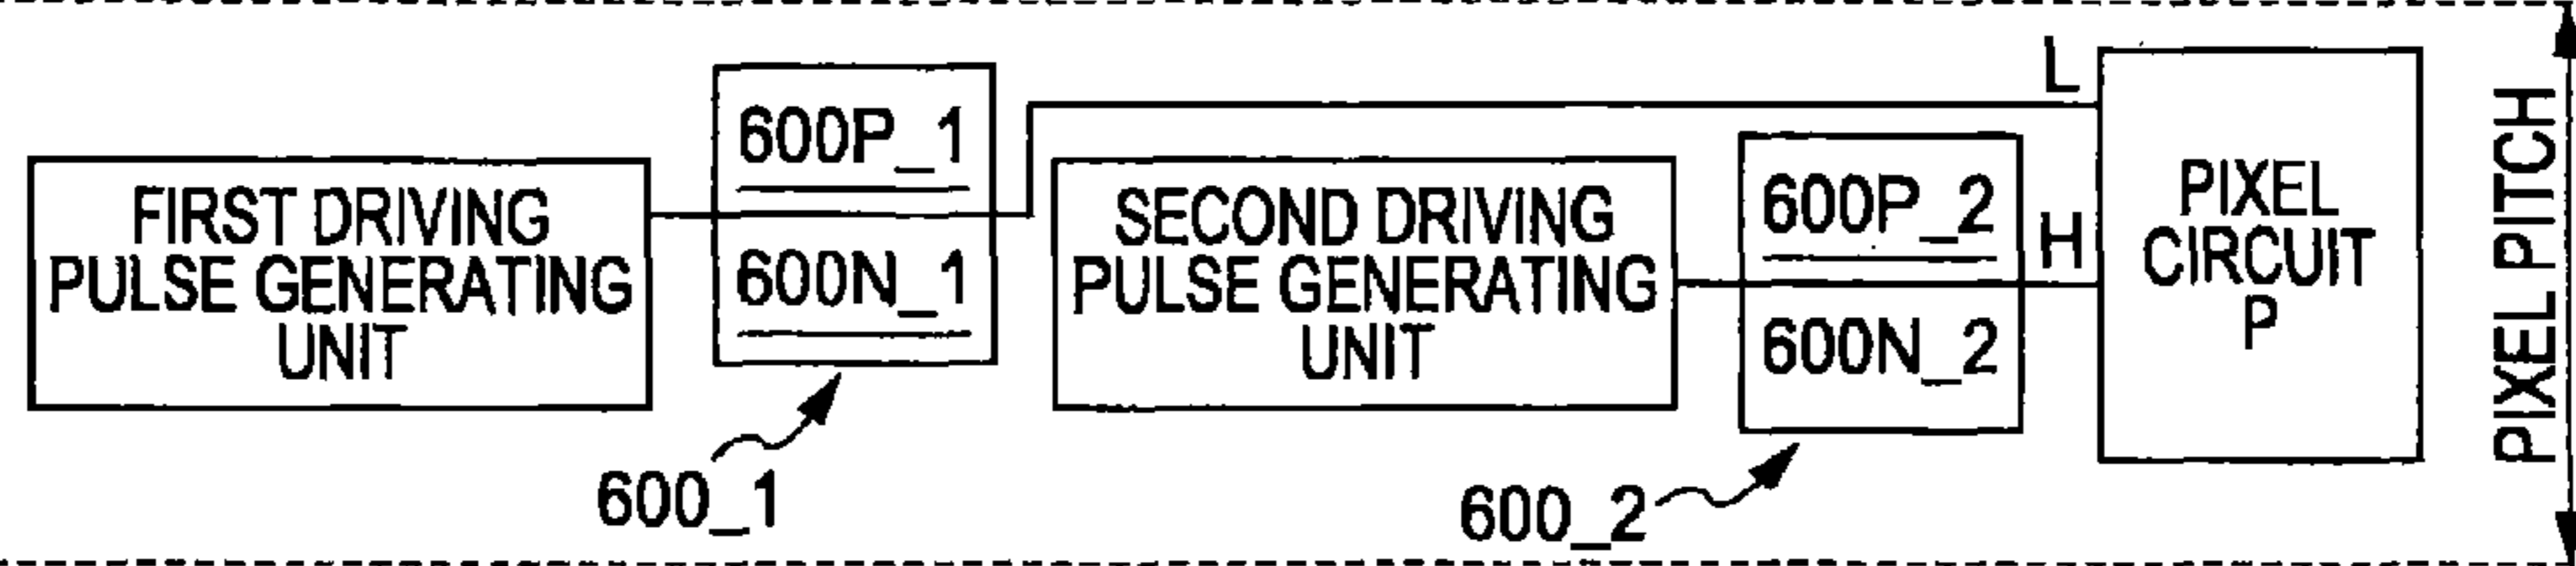 FIRST DRIVING
PULSE GENERATING
UNIT
600P_1
600N_1
600_1
SECOND DRIVING
PULSE GENERATING
UNIT
600P_2
600N_2
600_2
L
H
PIXEL
CIRCUIT
P
PIXEL PITCH